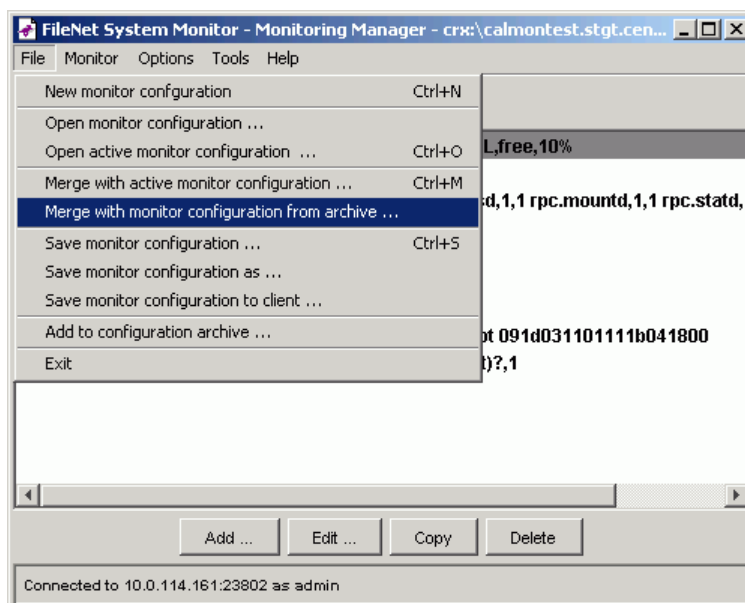 FileNet System Monitor - Monitoring Manager - crx:\calmontest.stgt.cen...
File Monitor Options Tools Help
New monitor confguration Ctrl+N
Open monitor configuration ...
Open active monitor configuration ... Ctrl+O
L,free,10%
Merge with active monitor configuration ... Ctrl+M
Merge with monitor configuration from archive ...
d,1,1 rpc.mountd,1,1 rpc.statd,
Save monitor configuration ... Ctrl+S
Save monitor configuration as ...
Save monitor configuration to client ...
Add to configuration archive ...
pt 091d031101111b041800
Exit
t)?,1
Add ... Edit ... Copy Delete
Connected to 10.0.114.161:23802 as admin